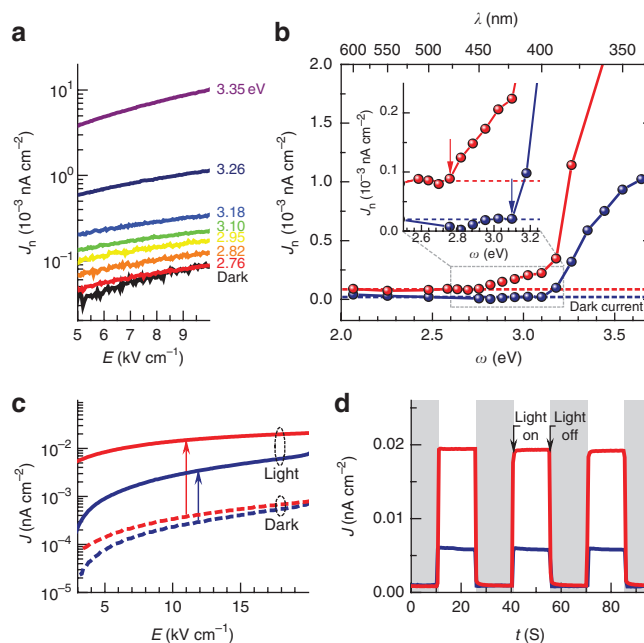 a
10¹
10⁰
10⁻¹
Jn (10⁻³ nA cm⁻²)
3.35 eV
3.26
3.18
3.10
2.95
2.82
2.76
Dark
5 6 7 8 9
E (kV cm⁻¹)
b
λ (nm)
600 550 500 450 400 350
2.0
1.5
1.0
0.5
0.0
Jn (10⁻³ nA cm⁻²)
0.2
0.1
0.0
Jn (10⁻³ nA cm⁻²)
2.6 2.8 3.0 3.2
ω (eV)
Dark current
2.0 2.5 3.0 3.5
ω (eV)
c
10⁻²
10⁻³
10⁻⁴
10⁻⁵
J (nA cm⁻²)
Light
Dark
5 10 15
E (kV cm⁻¹)
d
0.02
0.01
0.00
J (nA cm⁻²)
Light on
Light off
0 20 40 60 80
t (S)